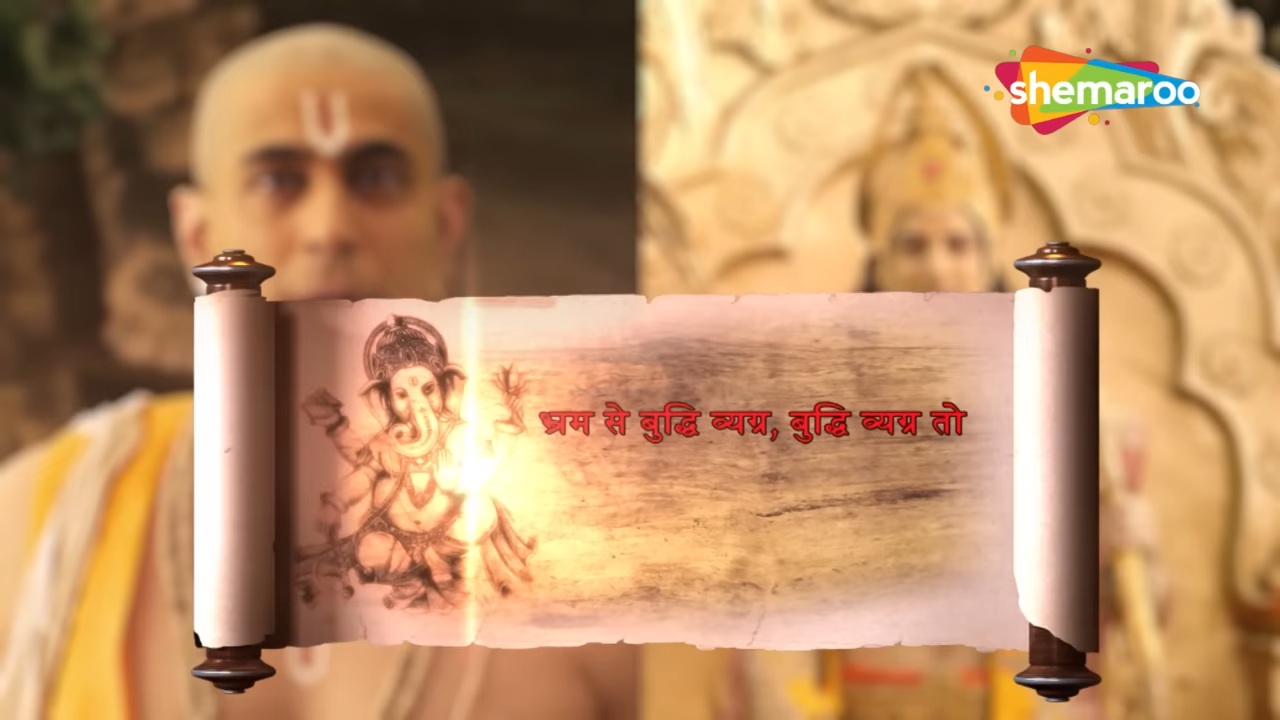 shemaroo
भ्रम से बुद्धि व्यग्र, बुद्धि व्यग्र तो